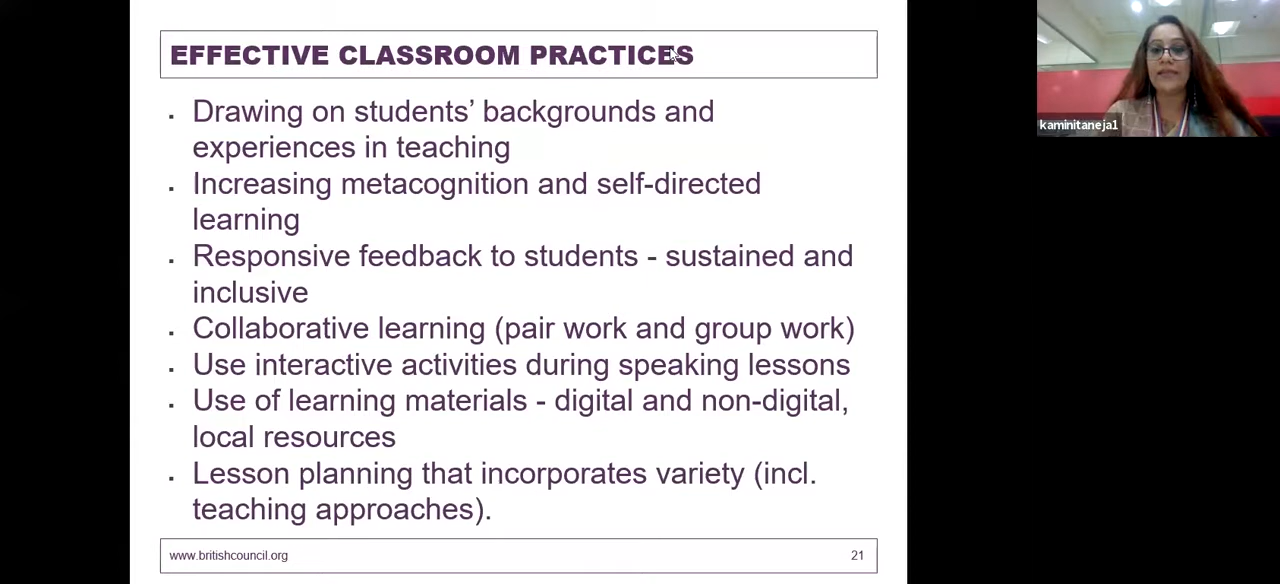 EFFECTIVE CLASSROOM PRACTICES
kaminitaneja1
▪ Drawing on students’ backgrounds and
experiences in teaching
▪ Increasing metacognition and self-directed
learning
▪ Responsive feedback to students - sustained and
inclusive
▪ Collaborative learning (pair work and group work)
▪ Use interactive activities during speaking lessons
▪ Use of learning materials - digital and non-digital,
local resources
▪ Lesson planning that incorporates variety (incl.
teaching approaches).
www.britishcouncil.org 21